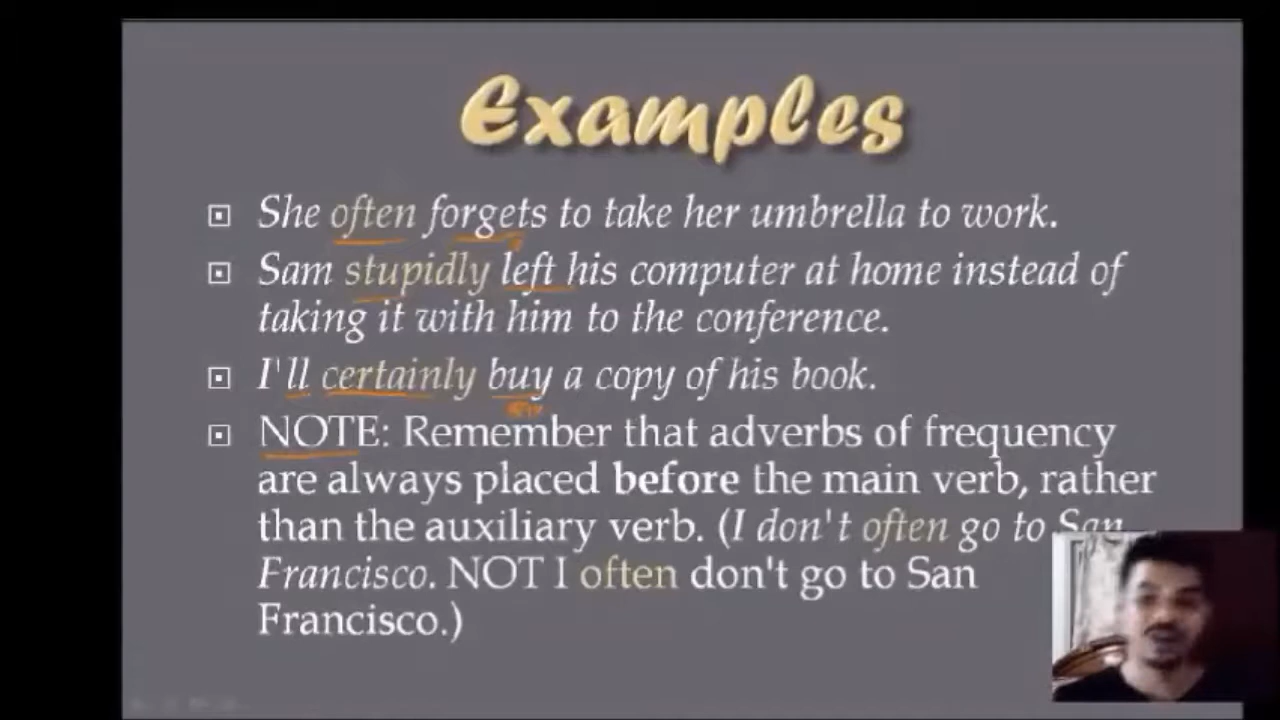 Examples
She often forgets to take her umbrella to work.
Sam stupidly left his computer at home instead of
taking it with him to the conference.
I'll certainly buy a copy of his book.
NOTE: Remember that adverbs of frequency
are always placed before the main verb, rather
than the auxiliary verb. (I don't often go to San
Francisco. NOT I often don't go to San
Francisco.)